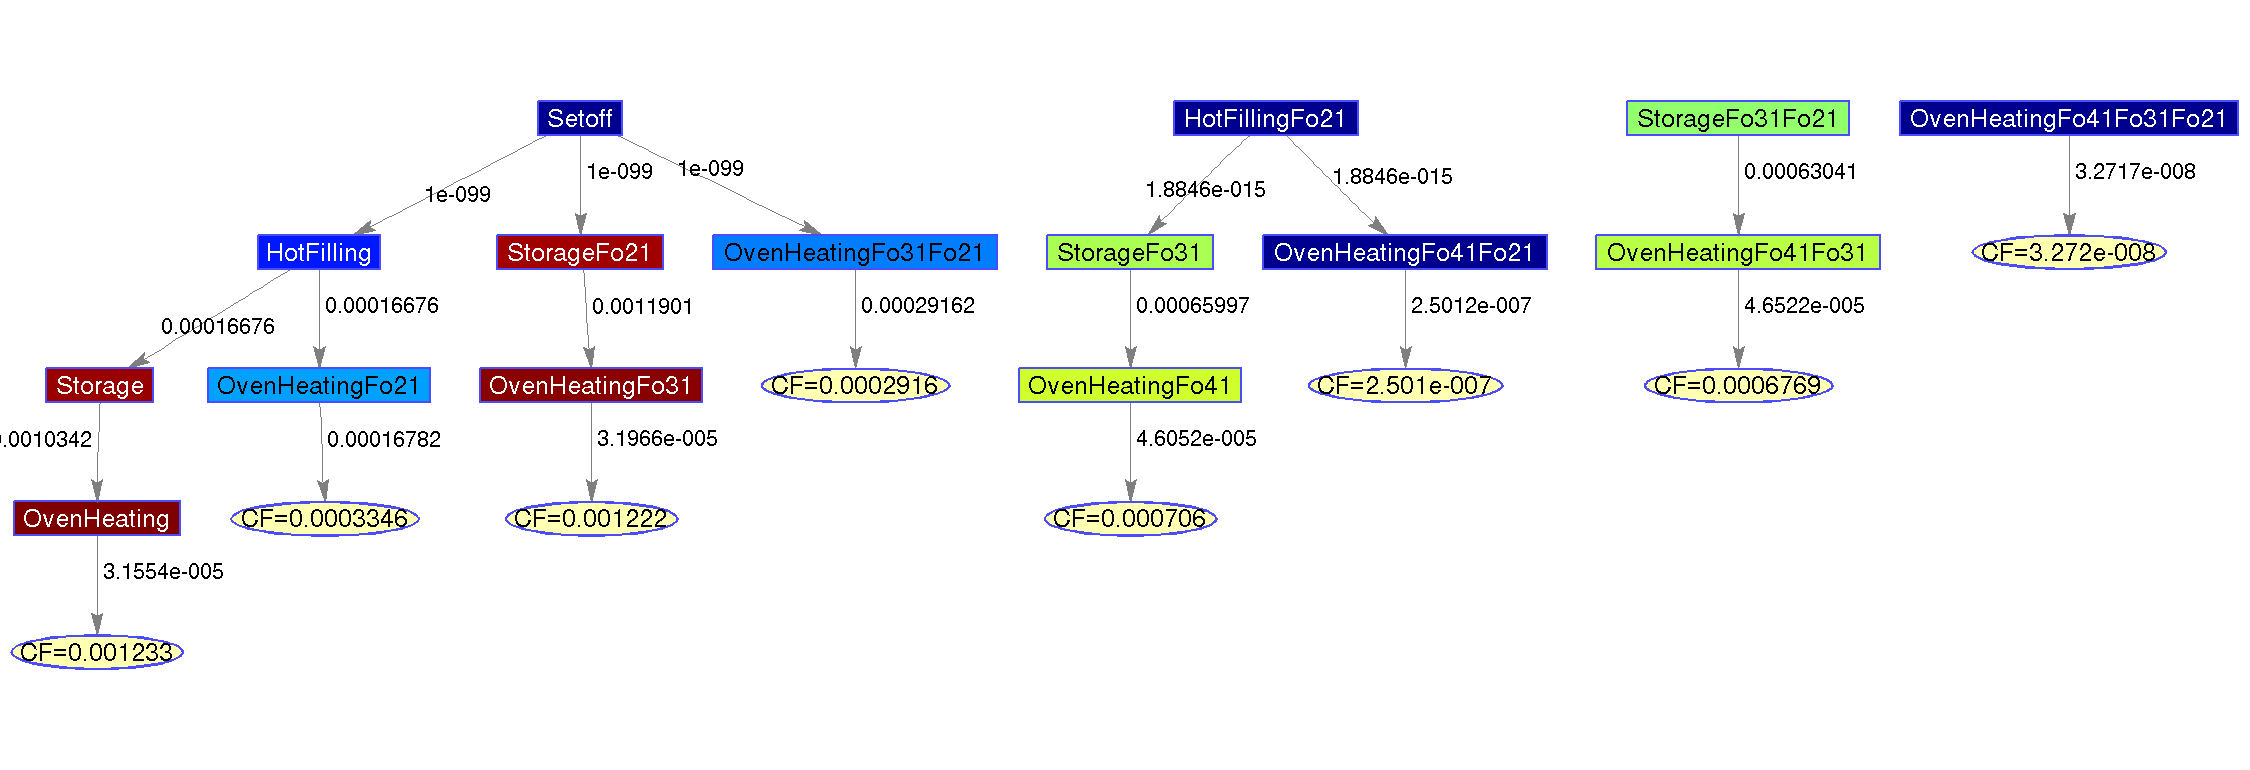 Setoff
HotFillingFo21
StorageFo31Fo21
OvenHeatingFo41Fo31Fo21
1e-099
1e-099
1e-099
1.8846e-015
1.8846e-015
0.00063041
3.2717e-008
HotFilling
StorageFo21
OvenHeatingFo31Fo21
StorageFo31
OvenHeatingFo41Fo21
OvenHeatingFo41Fo31
CF=3.272e-008
0.00016676
0.00016676
0.0011901
0.00029162
0.00065997
2.5012e-007
4.6522e-005
Storage
OvenHeatingFo21
OvenHeatingFo31
CF=0.0002916
OvenHeatingFo41
CF=2.501e-007
CF=0.0006769
0.0010342
0.00016782
3.1966e-005
4.6052e-005
OvenHeating
CF=0.0003346
CF=0.001222
CF=0.000706
3.1554e-005
CF=0.001233